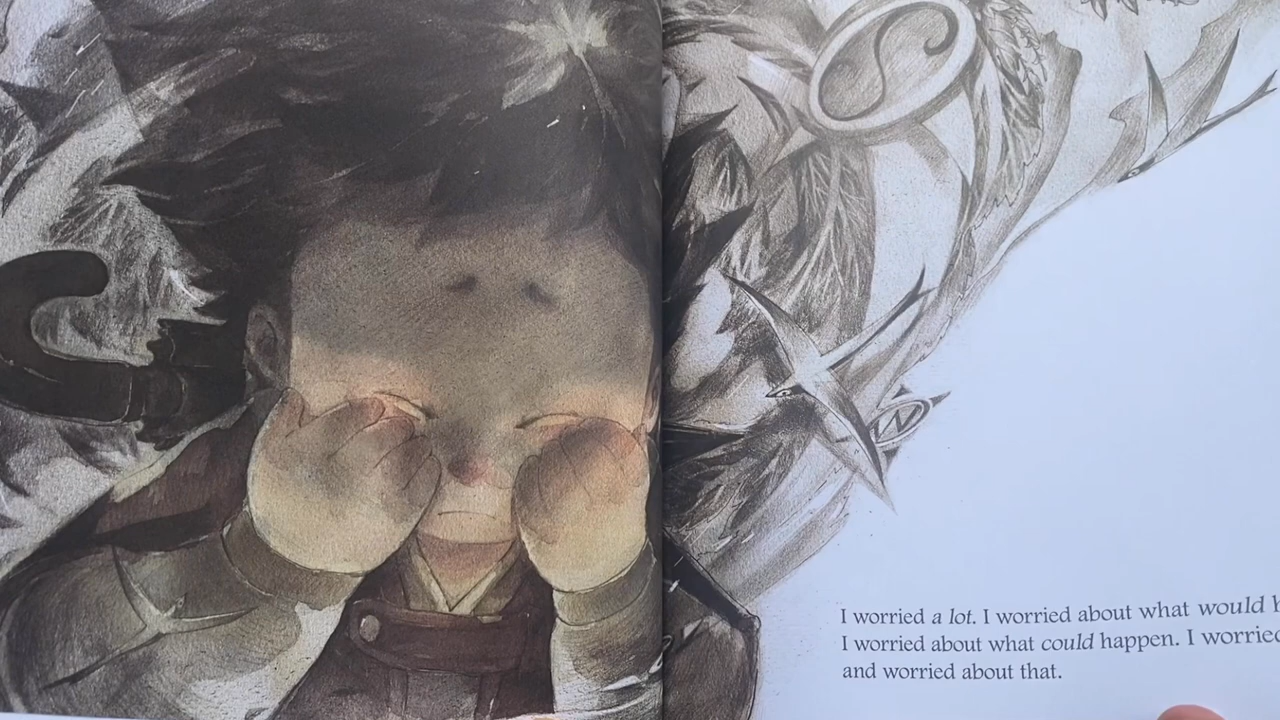 I worried a lot. I worried about what would
I worried about what could happen. I worried
and worried about that.